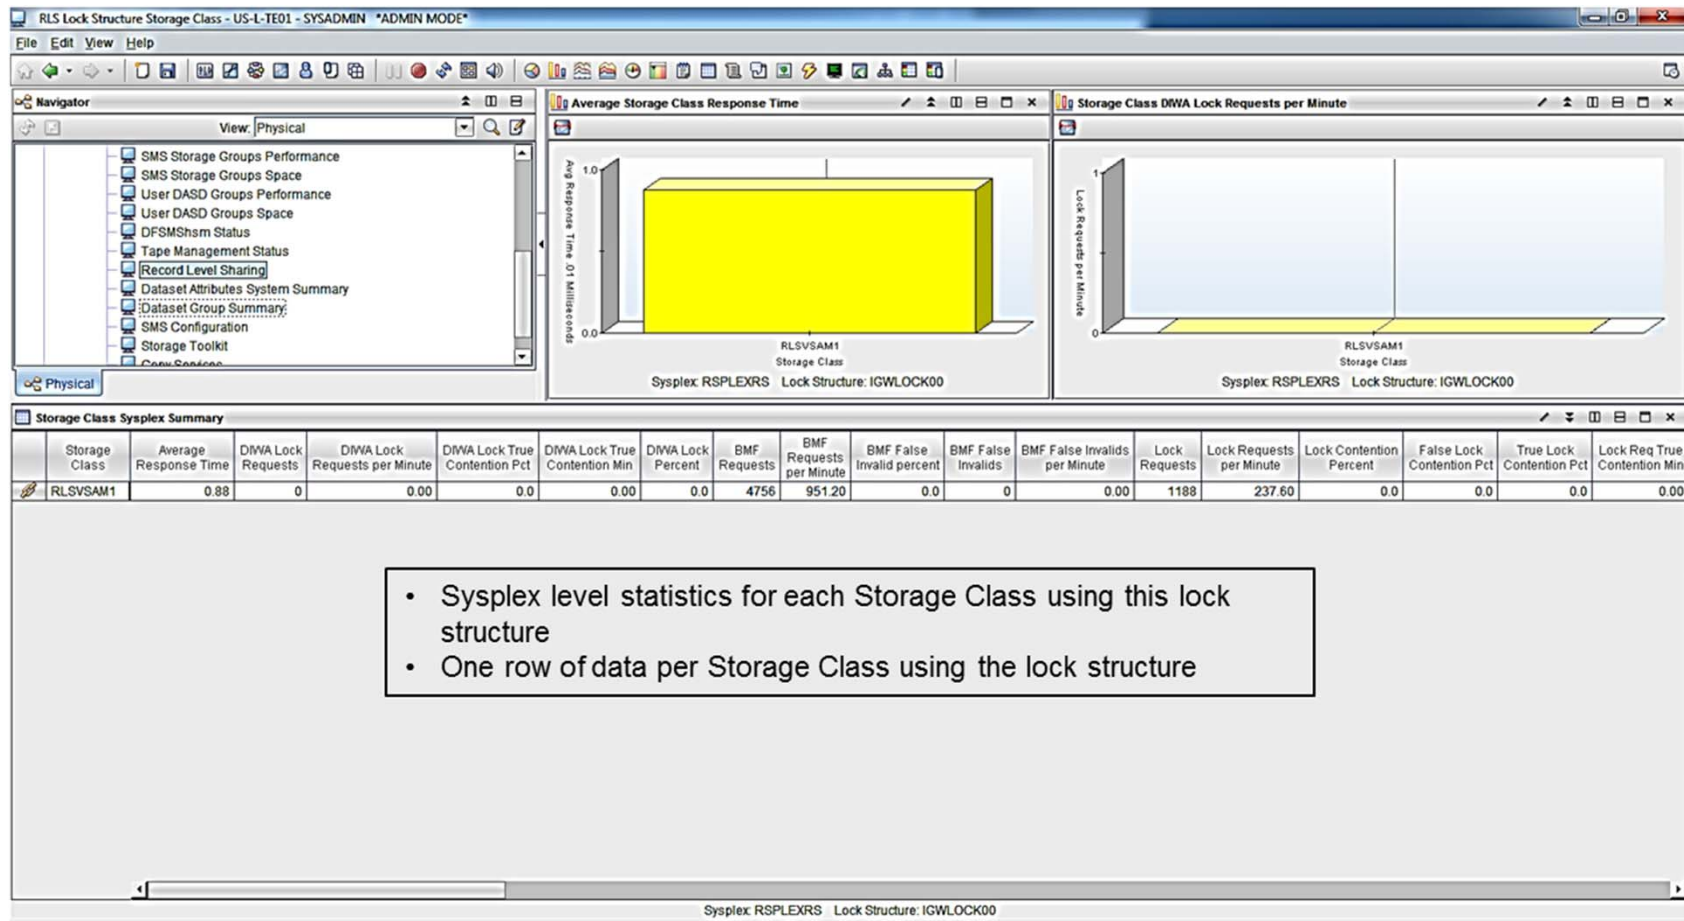 RLS Lock Structure Storage Class - US-L-TE01 - SYSADMIN *ADMIN MODE*
File Edit View Help
Navigator
View: Physical
SMS Storage Groups Performance
SMS Storage Groups Space
User DASD Groups Performance
User DASD Groups Space
DFSMShsm Status
Tape Management Status
Record Level Sharing
Dataset Attributes System Summary
Dataset Group Summary
SMS Configuration
Storage Toolkit
Copy Services
Physical
Average Storage Class Response Time
Avg Response Time .01 Milliseconds
1.0
0.0
RLSVSAM1
Storage Class
Sysplex: RSPLEXRS Lock Structure: IGWLOCK00
Storage Class DIWA Lock Requests per Minute
Lock Requests per Minute
1
0
RLSVSAM1
Storage Class
Sysplex: RSPLEXRS Lock Structure: IGWLOCK00
Storage Class Sysplex Summary
Storage Class | Average Response Time | DIWA Lock Requests | DIWA Lock Requests per Minute | DIWA Lock True Contention Pct | DIWA Lock True Contention Min | DIWA Lock Percent | BMF Requests | BMF Requests per Minute | BMF False Invalid percent | BMF False Invalids | BMF False Invalids per Minute | Lock Requests | Lock Requests per Minute | Lock Contention Percent | False Lock Contention Pct | True Lock Contention Pct | Lock Req True Contention Min
RLSVSAM1 0.88 0 0.00 0.0 0.00 0.0 4756 951.20 0.0 0 0.00 1188 237.60 0.0 0.0 0.0 0.00
• Sysplex level statistics for each Storage Class using this lock
structure
• One row of data per Storage Class using the lock structure
Sysplex: RSPLEXRS Lock Structure: IGWLOCK00